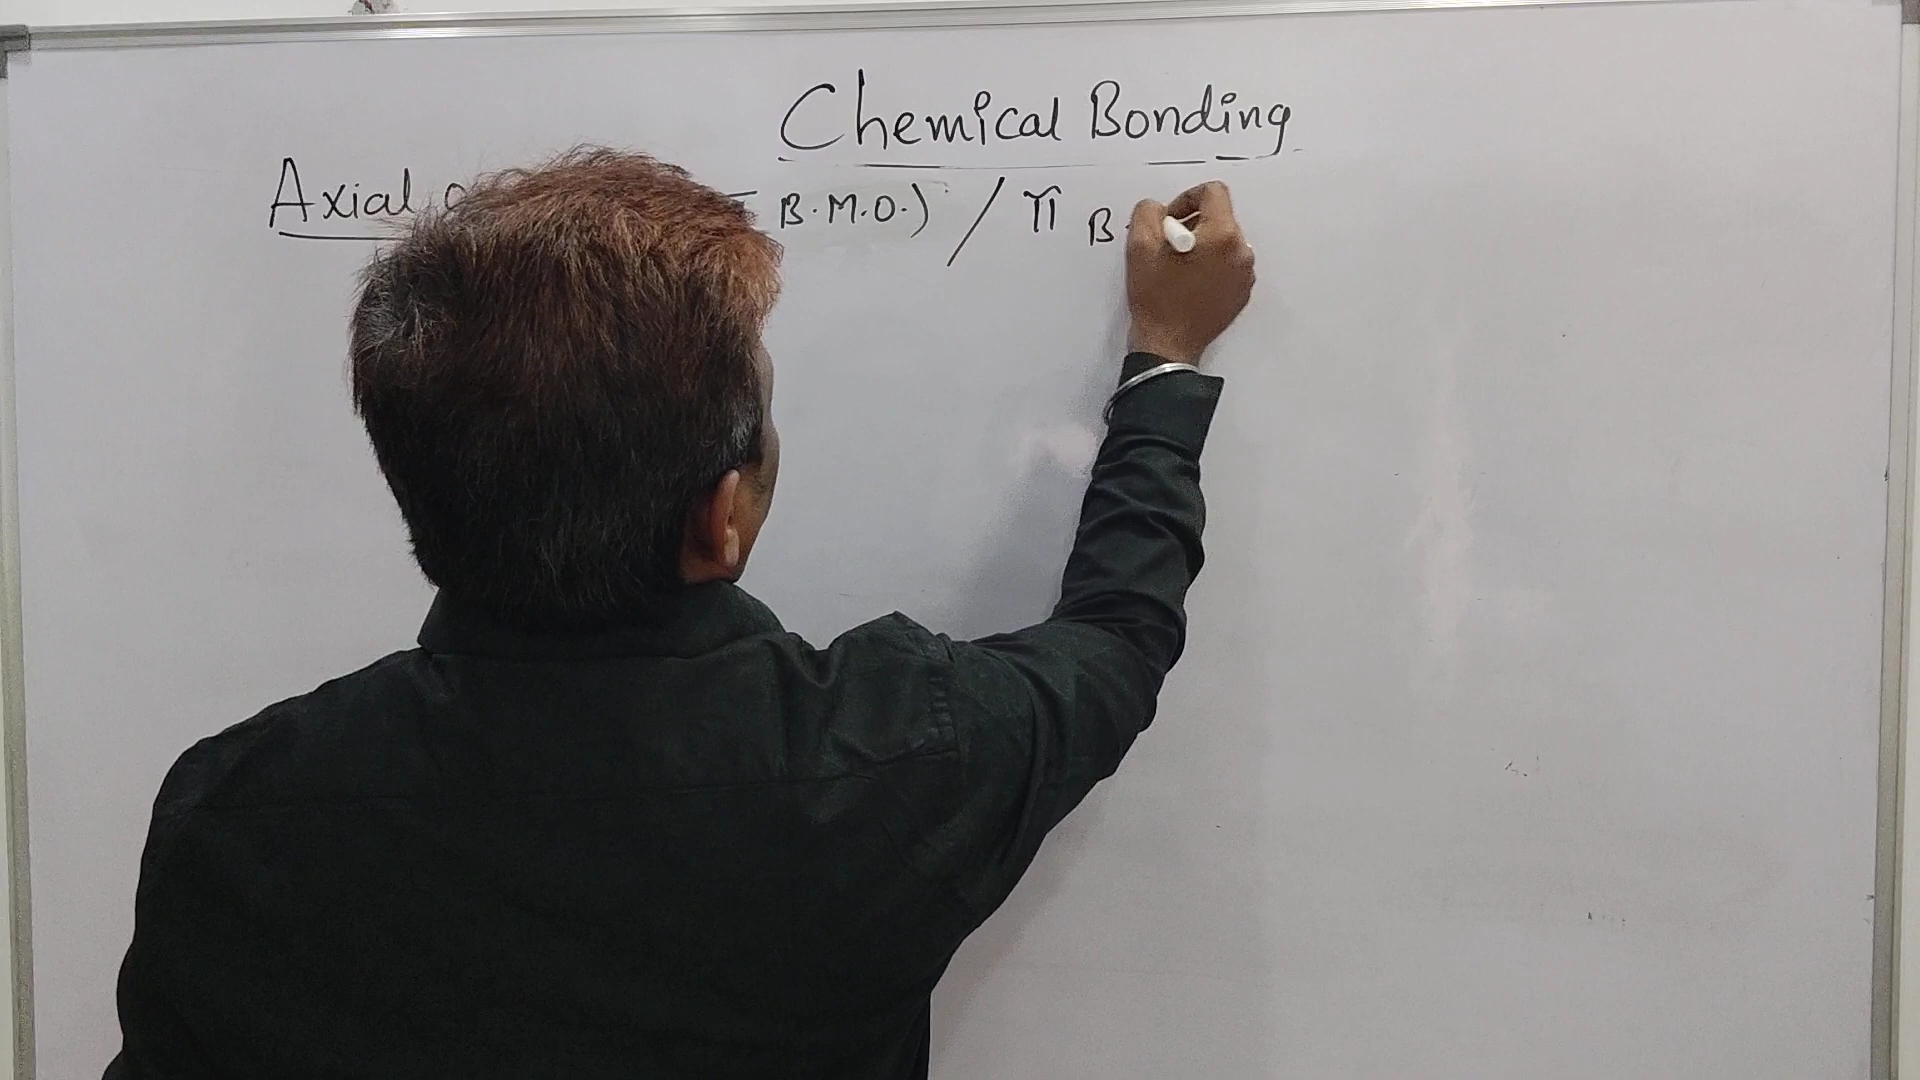 Chemical Bonding
Axial B.M.O.) / π B.